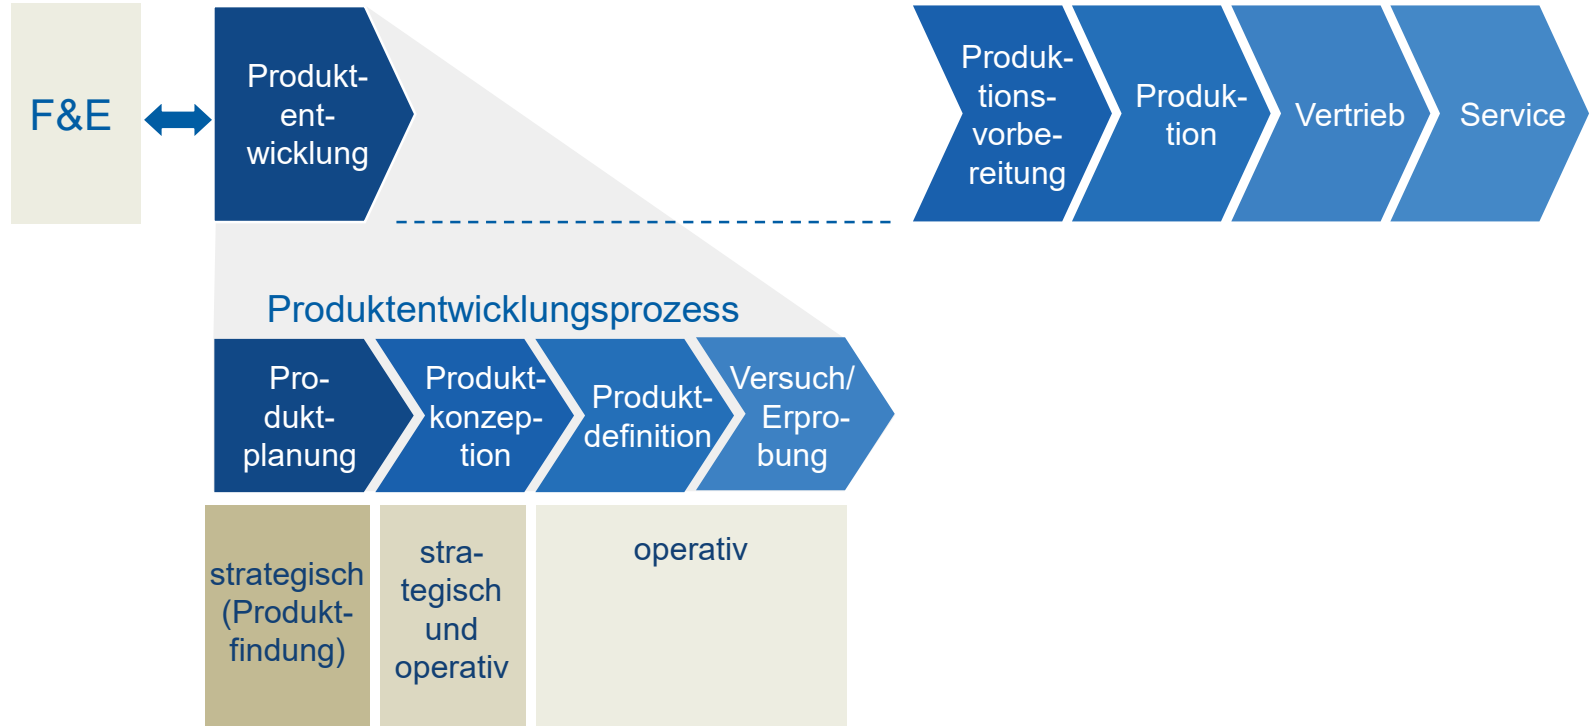 F&E
Produkt-
ent-
wicklung
Produk-
tions-
vorbe-
reitung
Produk-
tion
Vertrieb
Service
Produktentwicklungsprozess
Pro-
dukt-
planung
Produkt-
konzep-
tion
Produkt-
definition
Versuch/
Erpro-
bung
strategisch
(Produkt-
findung)
stra-
tegisch
und
operativ
operativ